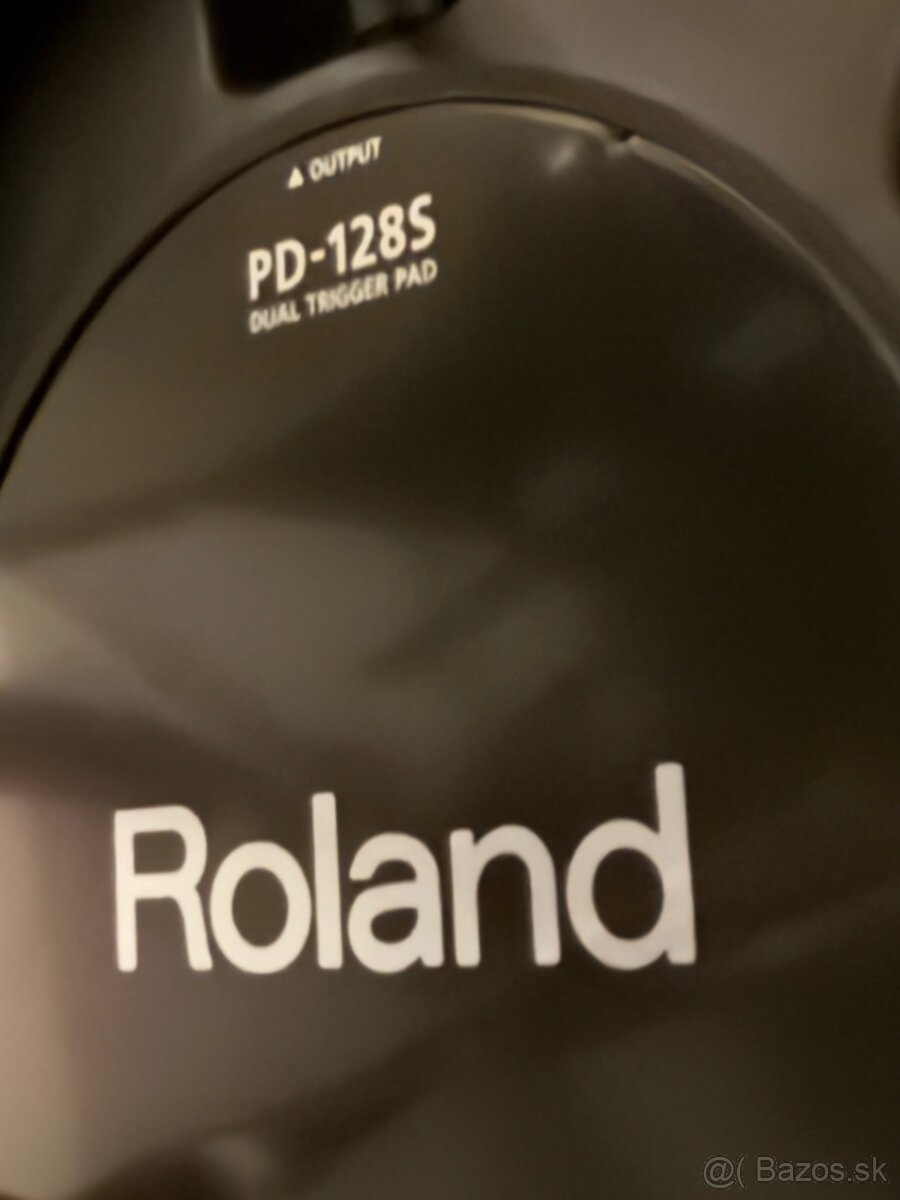 ▲ OUTPUT
PD-128S
DUAL TRIGGER PAD
Roland
@( Bazos.sk